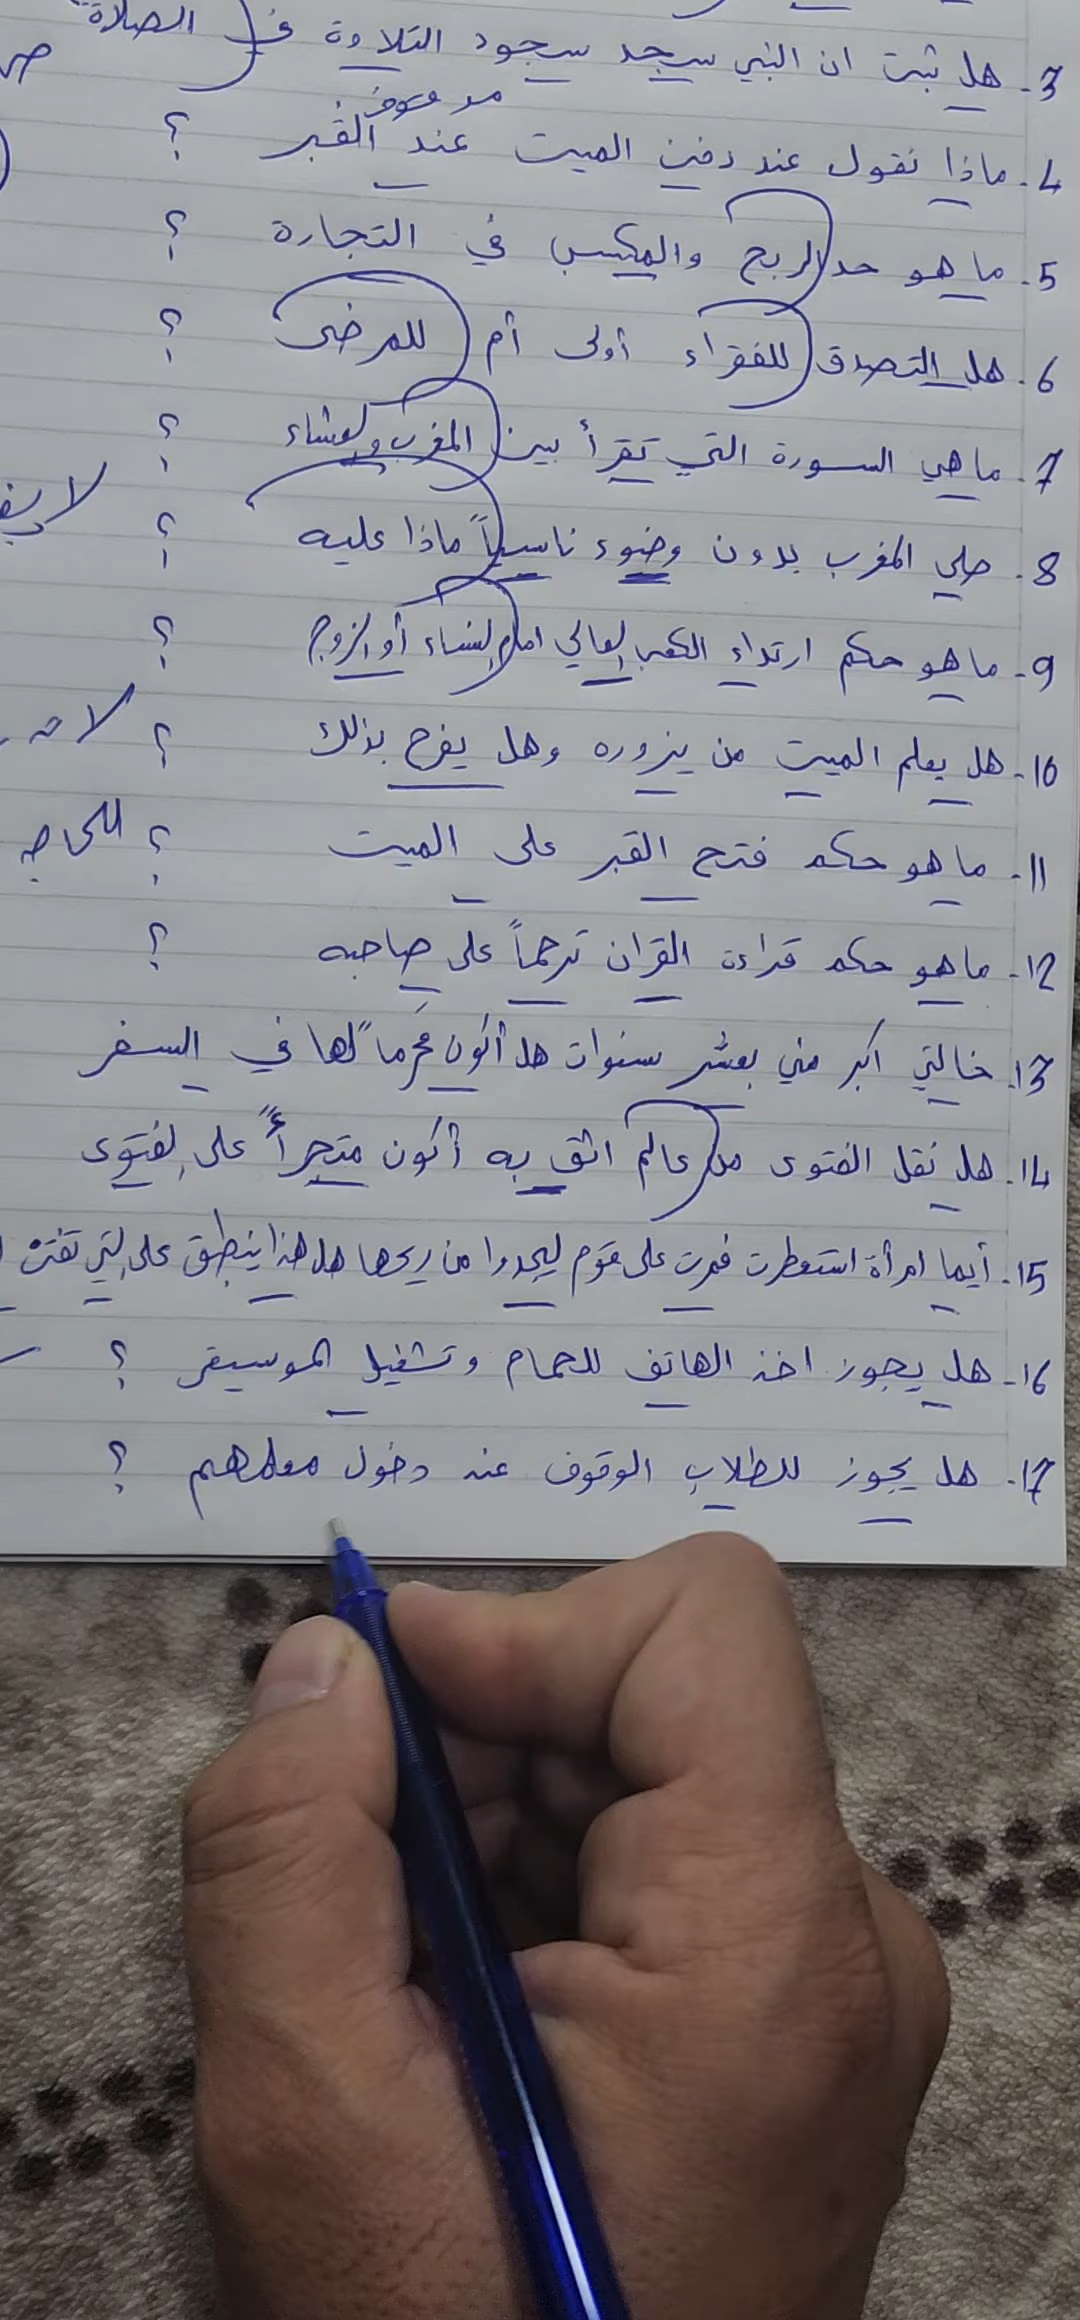 3- هل ثبت ان النبي سجد سجود التلاوة في الصلاة
4- ماذا نقول عند دفن الميت عند القبر ؟
5- ما هو حد الربح والمكسب في التجارة ؟
6- هل التصدق للفقراء أولى أم للمرضى ؟
7- ما هي السورة التي تقرأ بين المغرب والعشاء ؟
8- صلى المغرب بدون وضوء ناسياً ماذا عليه ؟
9- ما هو حكم ارتداء الكعب العالي امام النساء أو الزوج ؟
10- هل يعلم الميت من يزوره وهل يفرح بذلك ؟
11- ما هو حكم فتح القبر على الميت ؟ للحاجه
12- ما هو حكم قراءة القران ترحماً على صاحبه ؟
13- خالتي اكبر مني بعشر سنوات هل أكون مَحرماً لها في السفر
14- هل نقل الفتوى من عالم اثق به أكون متجرأً على الفتوى
15- أيما امرأة استعطرت فمرت على قوم ليجدوا من ريحها هل هذا ينطبق على التي
16- هل يجوز اخذ الهاتف للحمام وتشغيل الموسيقى ؟
17- هل يجوز للطلاب الوقوف عند دخول معلمهم ؟